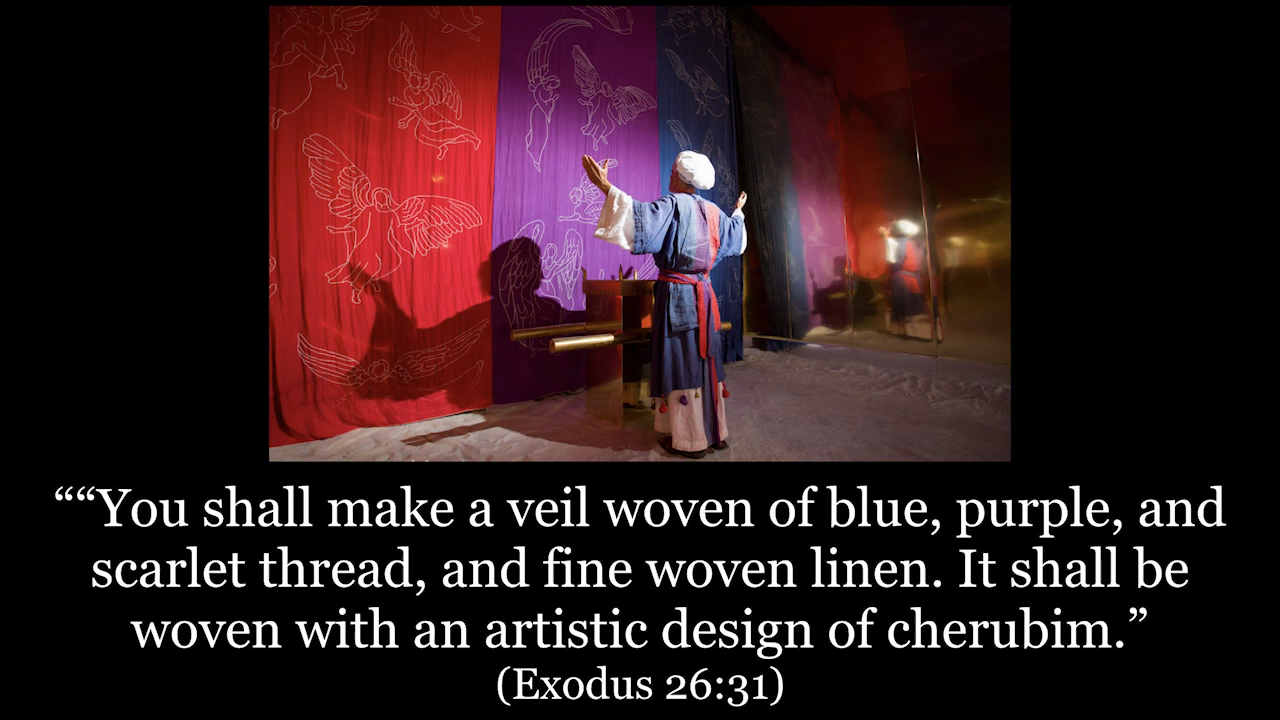 ““You shall make a veil woven of blue, purple, and
scarlet thread, and fine woven linen. It shall be
woven with an artistic design of cherubim.”
(Exodus 26:31)